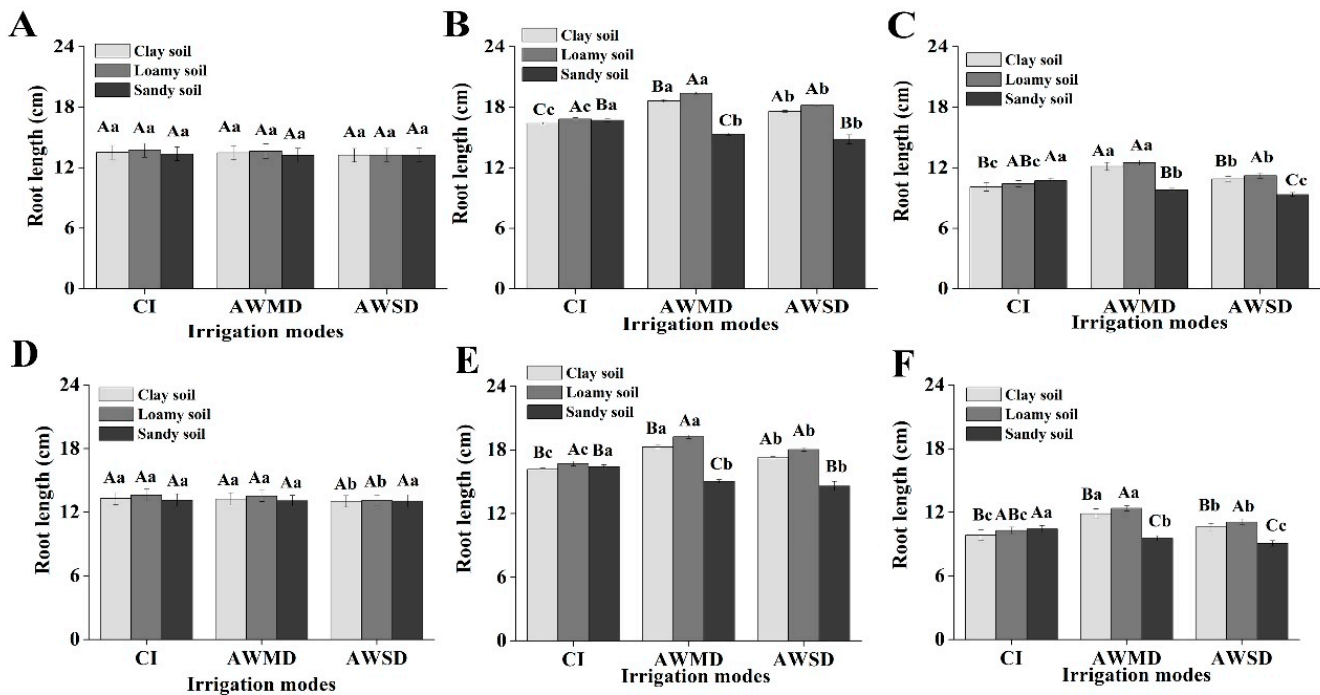 A
Root length (cm)
24
18
12
6
0
Clay soil
Loamy soil
Sandy soil
Aa Aa Aa Aa Aa Aa Aa Aa Aa
CI AWMD AWSD
Irrigation modes
B
Root length (cm)
24
18
12
6
0
Clay soil
Loamy soil
Sandy soil
Cc Ac Ba Ba Aa Cb Ab Ab Bb
CI AWMD AWSD
Irrigation modes
C
Root length (cm)
24
18
12
6
0
Clay soil
Loamy soil
Sandy soil
Bc ABc Aa Aa Aa Bb Bb Ab Cc
CI AWMD AWSD
Irrigation modes
D
Root length (cm)
24
18
12
6
0
Clay soil
Loamy soil
Sandy soil
Aa Aa Aa Aa Aa Aa Ab Ab Aa
CI AWMD AWSD
Irrigation modes
E
Root length (cm)
24
18
12
6
0
Clay soil
Loamy soil
Sandy soil
Bc Ac Ba Ba Aa Cb Ab Ab Bb
CI AWMD AWSD
Irrigation modes
F
Root length (cm)
24
18
12
6
0
Clay soil
Loamy soil
Sandy soil
Bc ABc Aa Ba Aa Cb Bb Ab Cc
CI AWMD AWSD
Irrigation modes